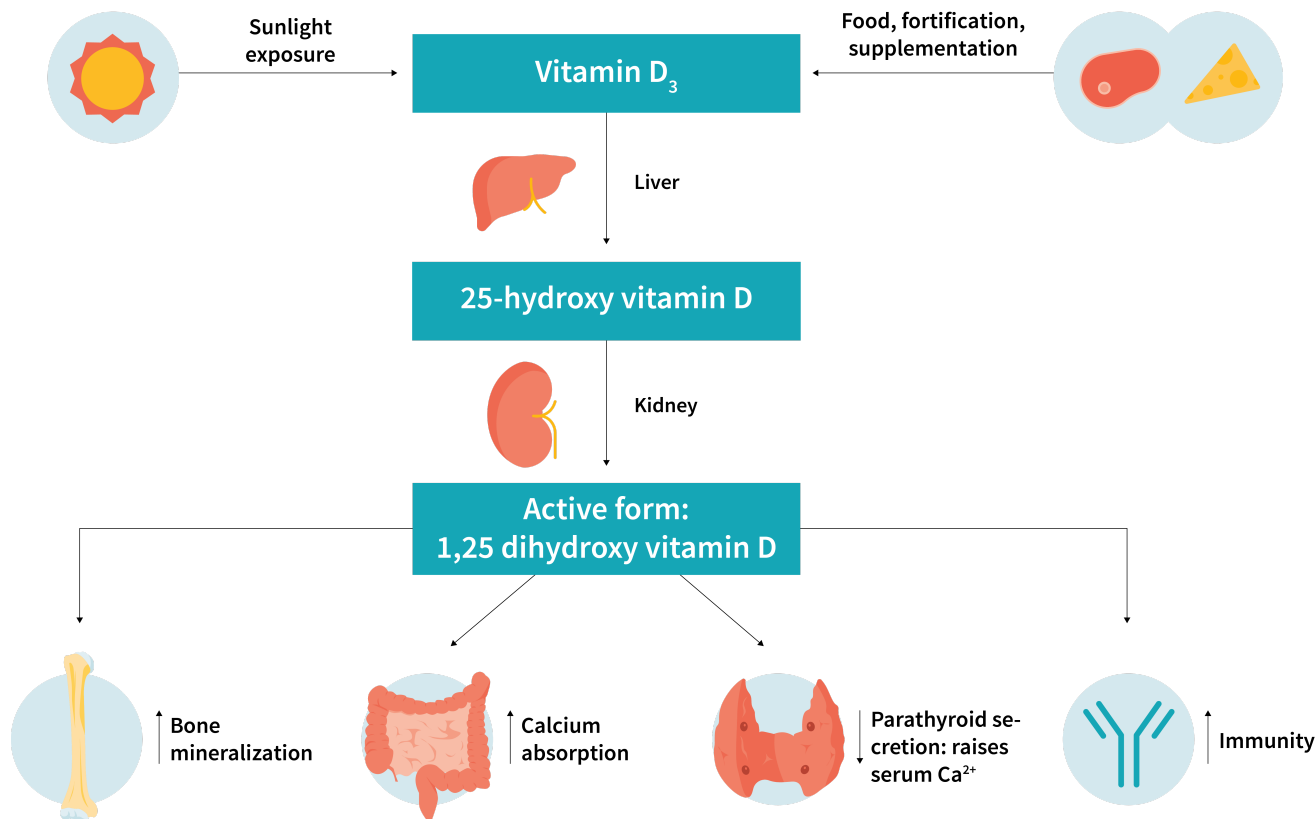 Sunlight
exposure
Vitamin D₃
Food, fortification,
supplementation
Liver
25-hydroxy vitamin D
Kidney
Active form:
1,25 dihydroxy vitamin D
Bone
mineralization
Calcium
absorption
Parathyroid se-
cretion: raises
serum Ca²⁺
Immunity